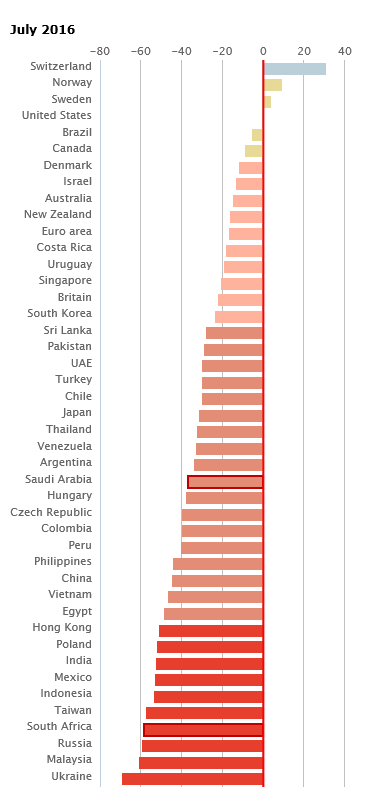 July 2016
-80 -60 -40 -20 0 20 40
Switzerland
Norway
Sweden
United States
Brazil
Canada
Denmark
Israel
Australia
New Zealand
Euro area
Costa Rica
Uruguay
Singapore
Britain
South Korea
Sri Lanka
Pakistan
UAE
Turkey
Chile
Japan
Thailand
Venezuela
Argentina
Saudi Arabia
Hungary
Czech Republic
Colombia
Peru
Philippines
China
Vietnam
Egypt
Hong Kong
Poland
India
Mexico
Indonesia
Taiwan
South Africa
Russia
Malaysia
Ukraine